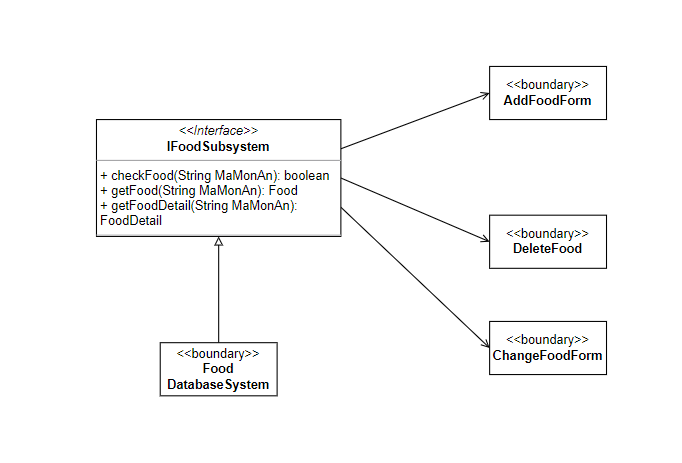 <<boundary>>
AddFoodForm
<<Interface>>
IFoodSubsystem
+ checkFood(String MaMonAn): boolean
+ getFood(String MaMonAn): Food
+ getFoodDetail(String MaMonAn):
FoodDetail
<<boundary>>
DeleteFood
<<boundary>>
ChangeFoodForm
<<boundary>>
Food
DatabaseSystem